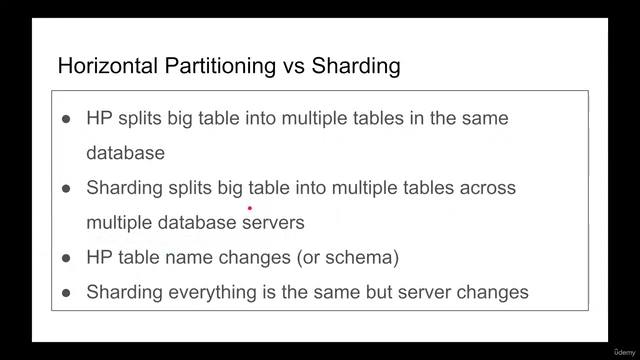 Horizontal Partitioning vs Sharding
● HP splits big table into multiple tables in the same
database
● Sharding splits big table into multiple tables across
multiple database servers
● HP table name changes (or schema)
● Sharding everything is the same but server changes
ûdemy